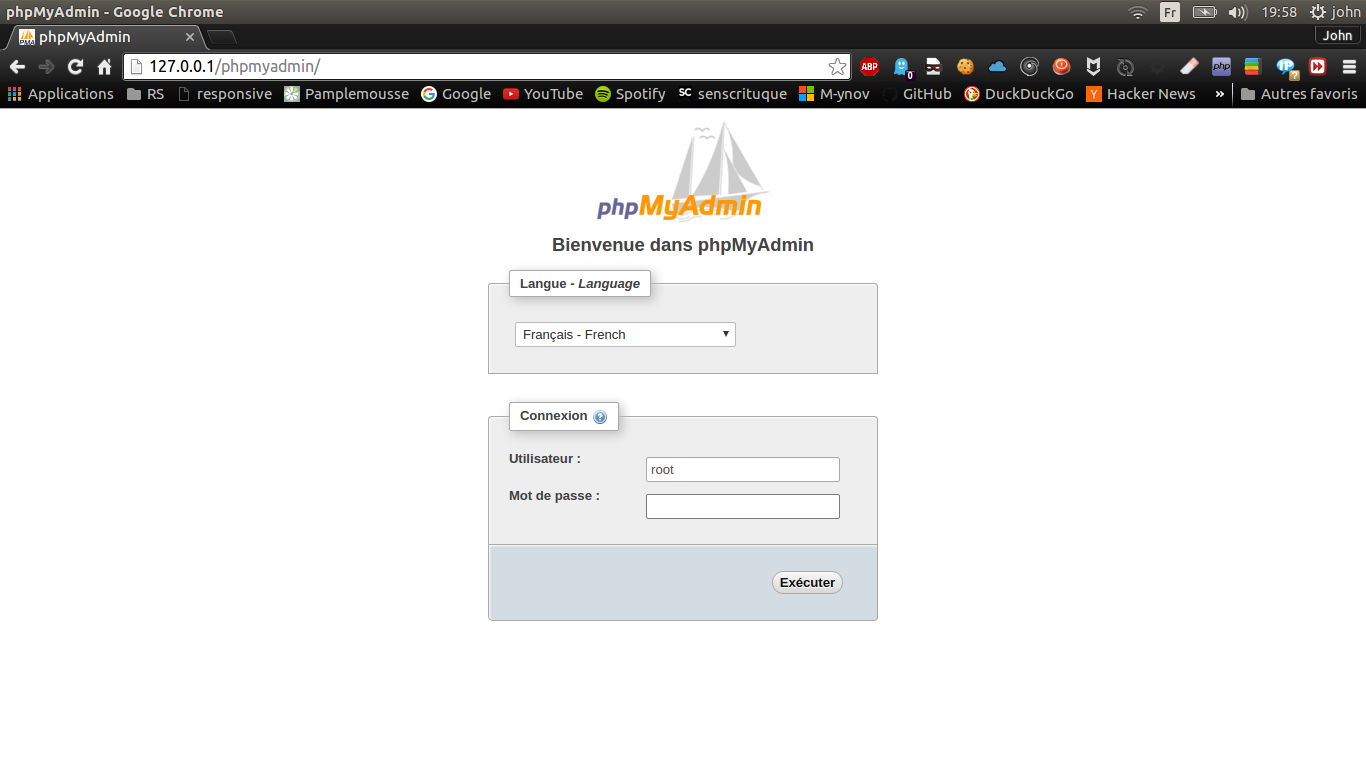 phpMyAdmin - Google Chrome
Fr
19:58
john
phpMyAdmin
John
127.0.0.1/phpmyadmin/
ABP
0
php
Applications
RS
responsive
Pamplemousse
Google
YouTube
Spotify
SC senscrituque
M-ynov
GitHub
DuckDuckGo
Y Hacker News
»
Autres favoris
phpMyAdmin
Bienvenue dans phpMyAdmin
Langue - Language
Français - French
Connexion
Utilisateur :
root
Mot de passe :
Exécuter